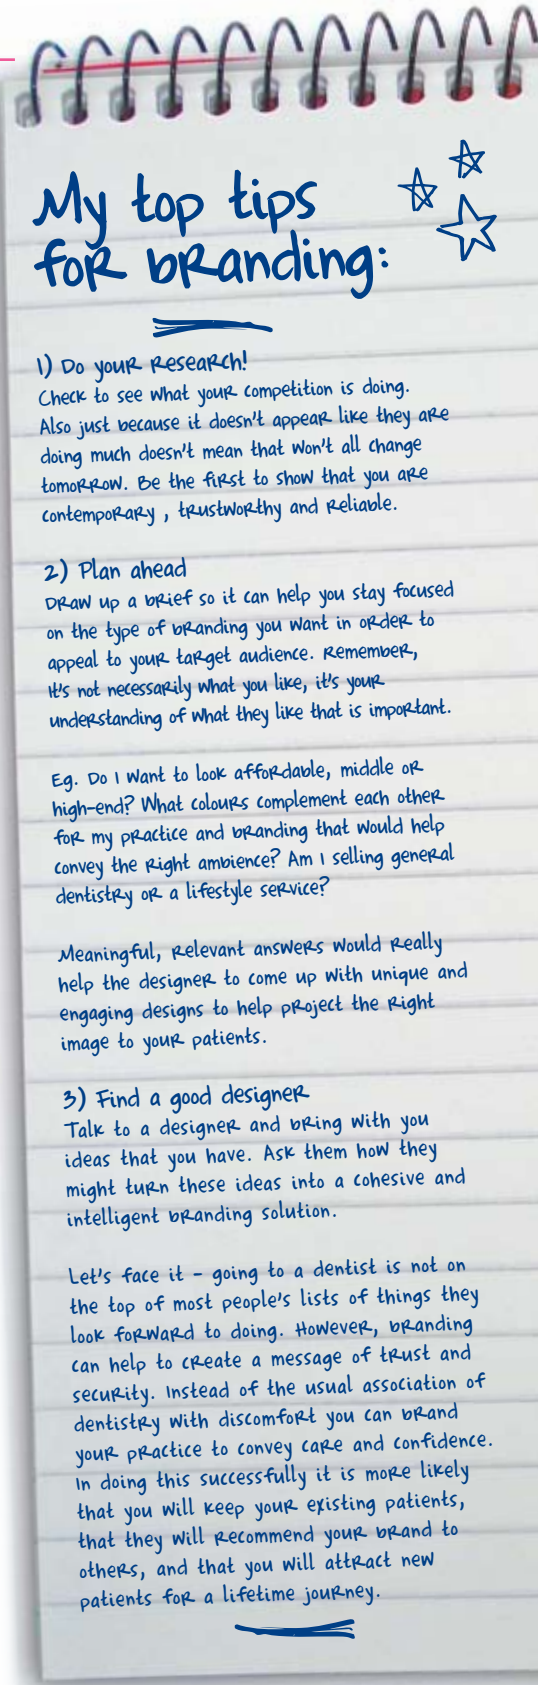 My top tips
for branding:
1) Do your research!
Check to see what your competition is doing.
Also just because it doesn't appear like they are
doing much doesn't mean that won't all change
tomorrow. Be the first to show that you are
contemporary , trustworthy and reliable.
2) Plan ahead
Draw up a brief so it can help you stay focused
on the type of branding you want in order to
appeal to your target audience. Remember,
it's not necessarily what you like, it's your
understanding of what they like that is important.
Eg. Do I want to look affordable, middle or
high-end? What colours complement each other
for my practice and branding that would help
convey the right ambience? Am I selling general
dentistry or a lifestyle service?
Meaningful, relevant answers would really
help the designer to come up with unique and
engaging designs to help project the right
image to your patients.
3) Find a good designer
Talk to a designer and bring with you
ideas that you have. Ask them how they
might turn these ideas into a cohesive and
intelligent branding solution.
Let's face it - going to a dentist is not on
the top of most people's lists of things they
look forward to doing. However, branding
can help to create a message of trust and
security. Instead of the usual association of
dentistry with discomfort you can brand
your practice to convey care and confidence.
In doing this successfully it is more likely
that you will keep your existing patients,
that they will recommend your brand to
others, and that you will attract new
patients for a lifetime journey.